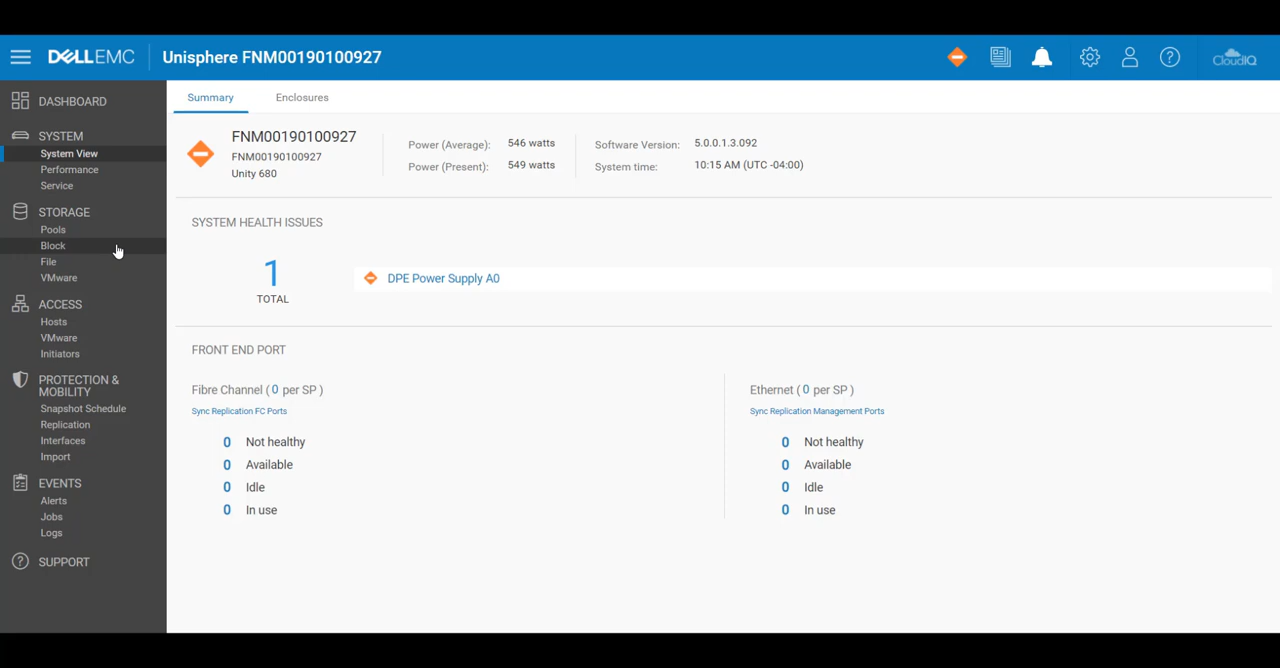 DELLEMC Unisphere FNM00190100927 CloudIQ
DASHBOARD
SYSTEM
System View
Performance
Service
STORAGE
Pools
Block
File
VMware
ACCESS
Hosts
VMware
Initiators
PROTECTION &
MOBILITY
Snapshot Schedule
Replication
Interfaces
Import
EVENTS
Alerts
Jobs
Logs
SUPPORT
Summary Enclosures
FNM00190100927
FNM00190100927
Unity 680
Power (Average): 546 watts
Power (Present): 549 watts
Software Version: 5.0.0.1.3.092
System time: 10:15 AM (UTC -04:00)
SYSTEM HEALTH ISSUES
1
TOTAL
DPE Power Supply A0
FRONT END PORT
Fibre Channel ( 0 per SP )
Sync Replication FC Ports
0 Not healthy
0 Available
0 Idle
0 In use
Ethernet ( 0 per SP )
Sync Replication Management Ports
0 Not healthy
0 Available
0 Idle
0 In use